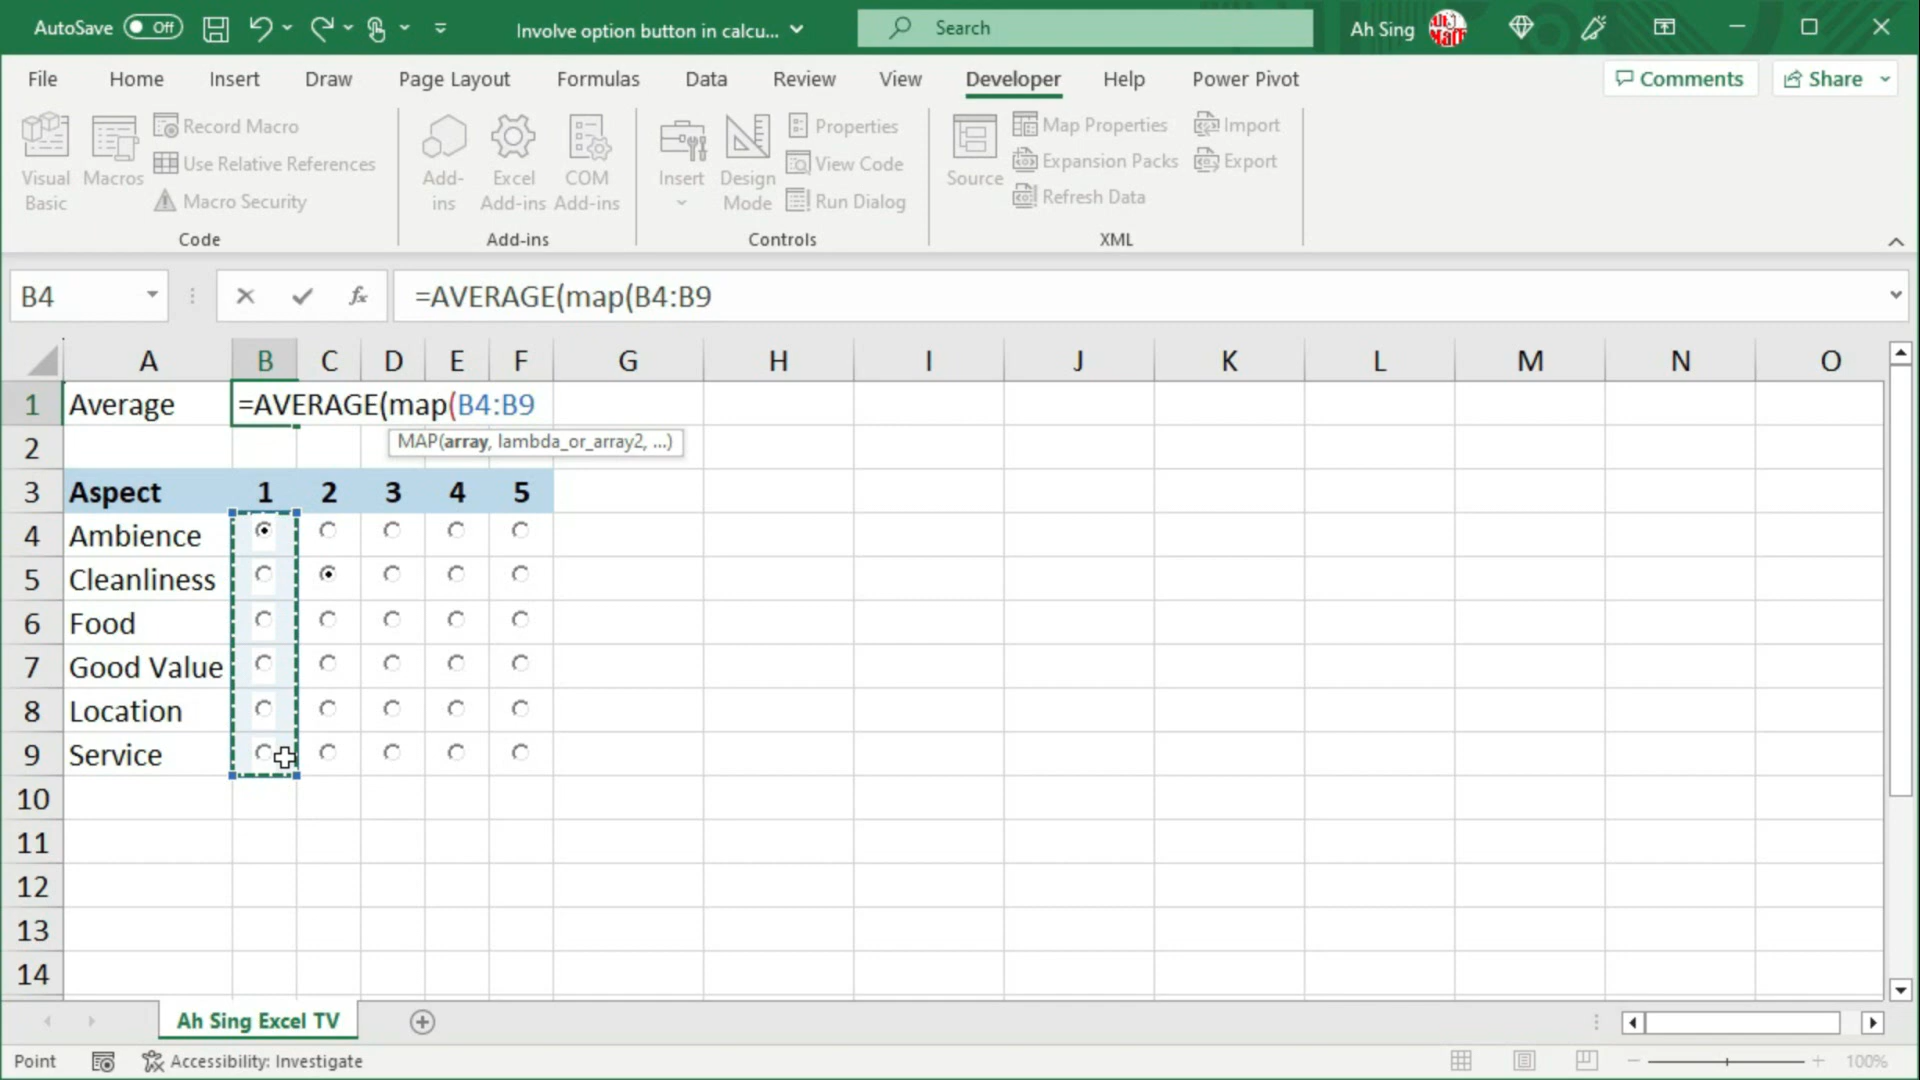 AutoSave Off Involve option button in calcu... Search Ah Sing
File Home Insert Draw Page Layout Formulas Data Review View Developer Help Power Pivot Comments Share
Visual Basic
Macros
Record Macro
Use Relative References
Macro Security
Code
Add-ins
Excel Add-ins
COM Add-ins
Add-ins
Insert
Design Mode
Properties
View Code
Run Dialog
Controls
Source
Map Properties
Expansion Packs
Refresh Data
Import
Export
XML
B4 fx =AVERAGE(map(B4:B9
A B C D E F G H I J K L M N O
1 Average =AVERAGE(map(B4:B9
2 MAP(array, lambda_or_array2, ...)
3 Aspect 1 2 3 4 5
4 Ambience
5 Cleanliness
6 Food
7 Good Value
8 Location
9 Service
10
11
12
13
14
Ah Sing Excel TV
Point Accessibility: Investigate 100%